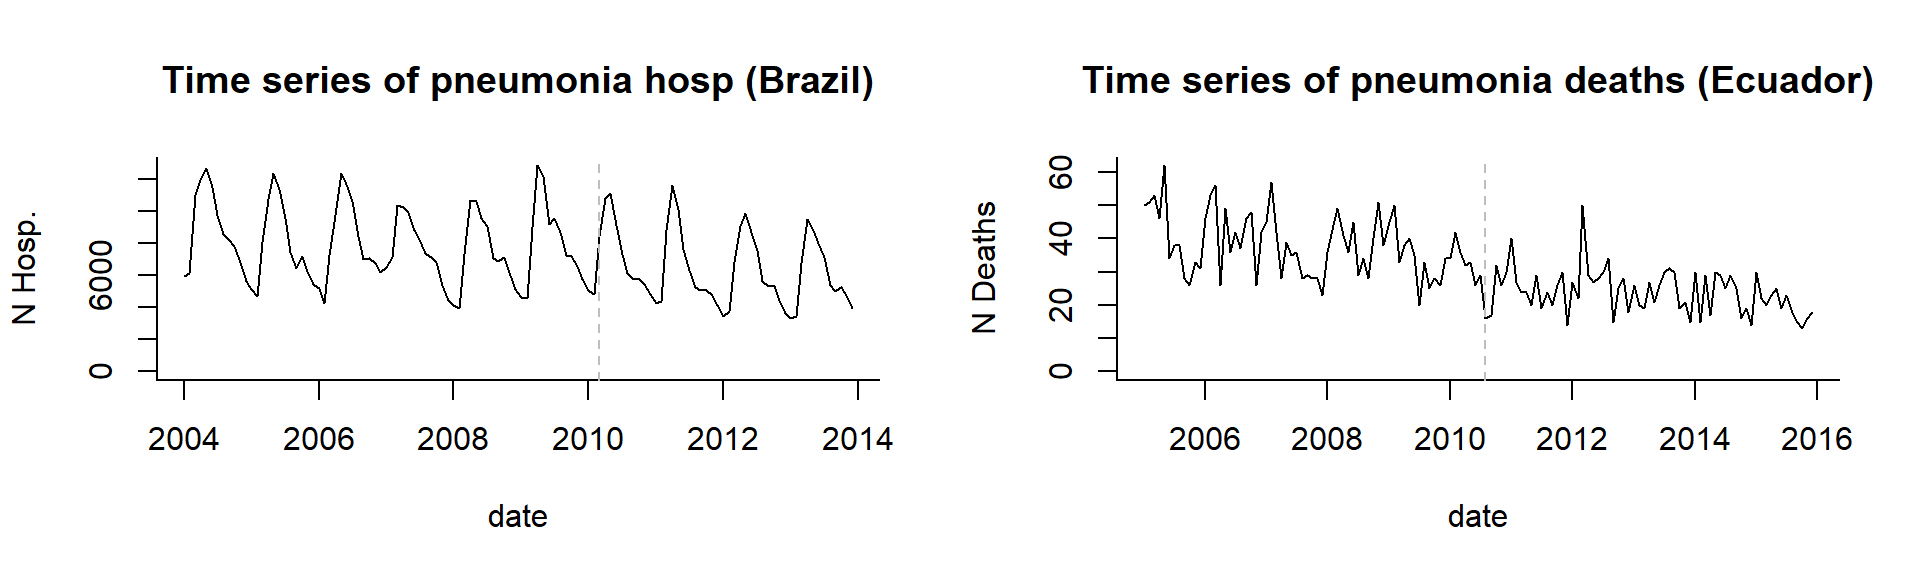 Time series of pneumonia hosp (Brazil)
N Hosp.
6000
0
2004 2006 2008 2010 2012 2014
date
Time series of pneumonia deaths (Ecuador)
N Deaths
60
40
20
0
2006 2008 2010 2012 2014 2016
date